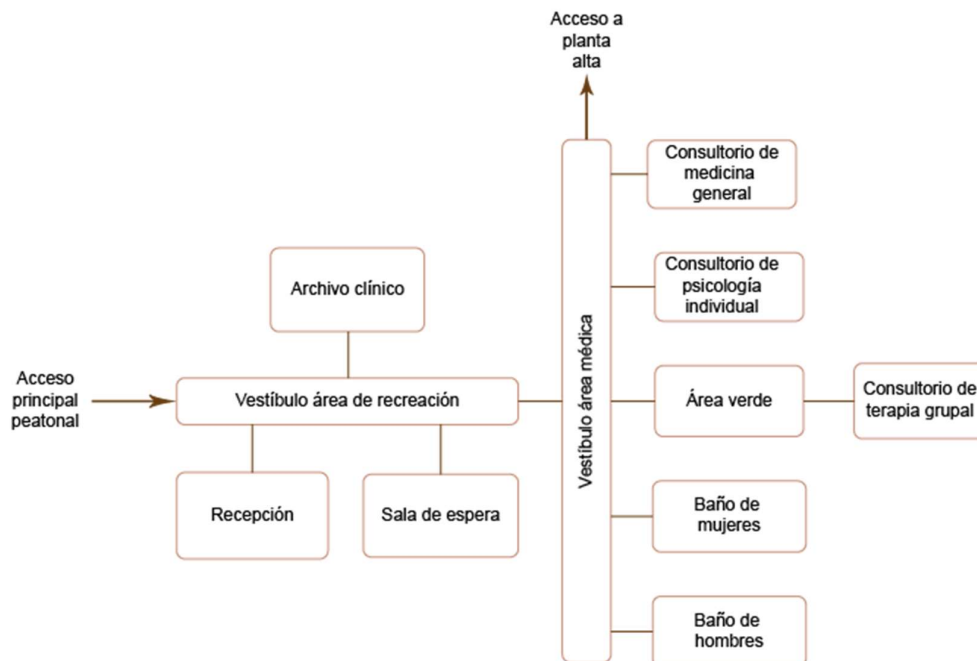 Acceso a
planta
alta
Consultorio de
medicina
general
Consultorio de
psicología
individual
Archivo clínico
Acceso
principal
peatonal
Vestíbulo área de recreación
Vestíbulo área médica
Área verde
Consultorio de
terapia grupal
Recepción
Sala de espera
Baño de
mujeres
Baño de
hombres